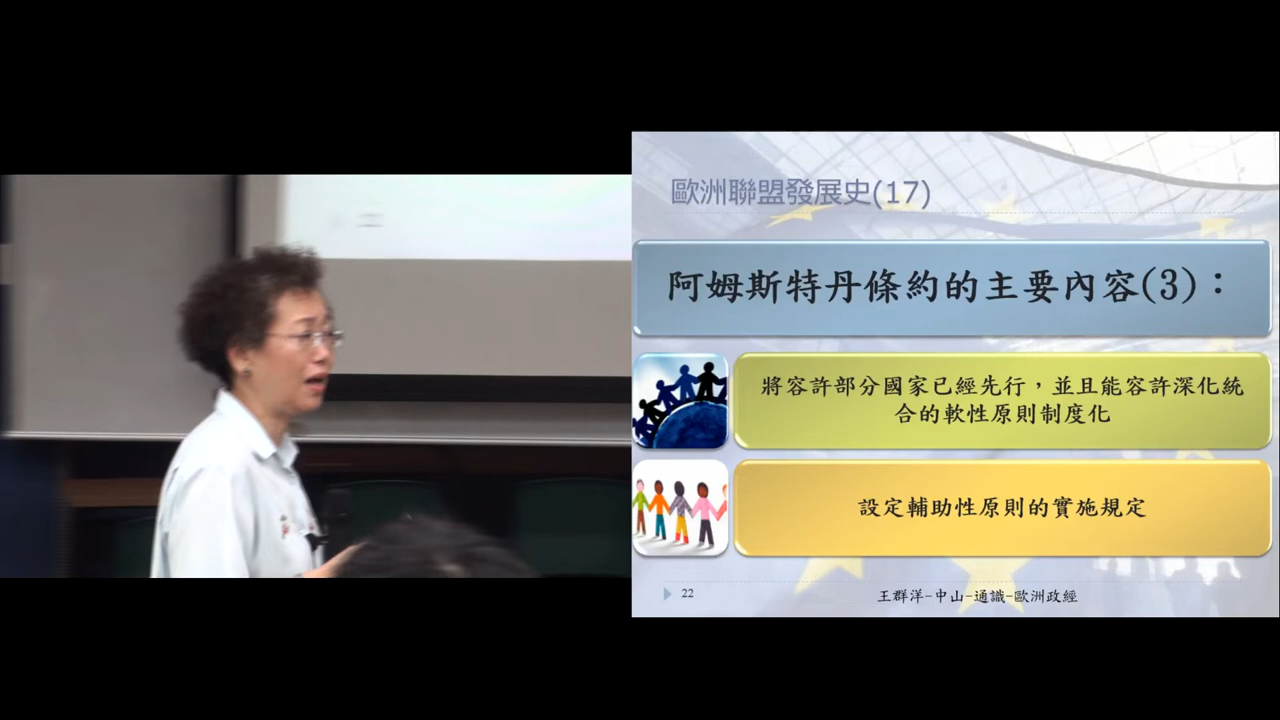 歐洲聯盟發展史(17)
阿姆斯特丹條約的主要內容(3)：
將容許部分國家已經先行，並且能容許深化統
合的軟性原則制度化
設定輔助性原則的實施規定
22
王群洋-中山-通識-歐洲政經